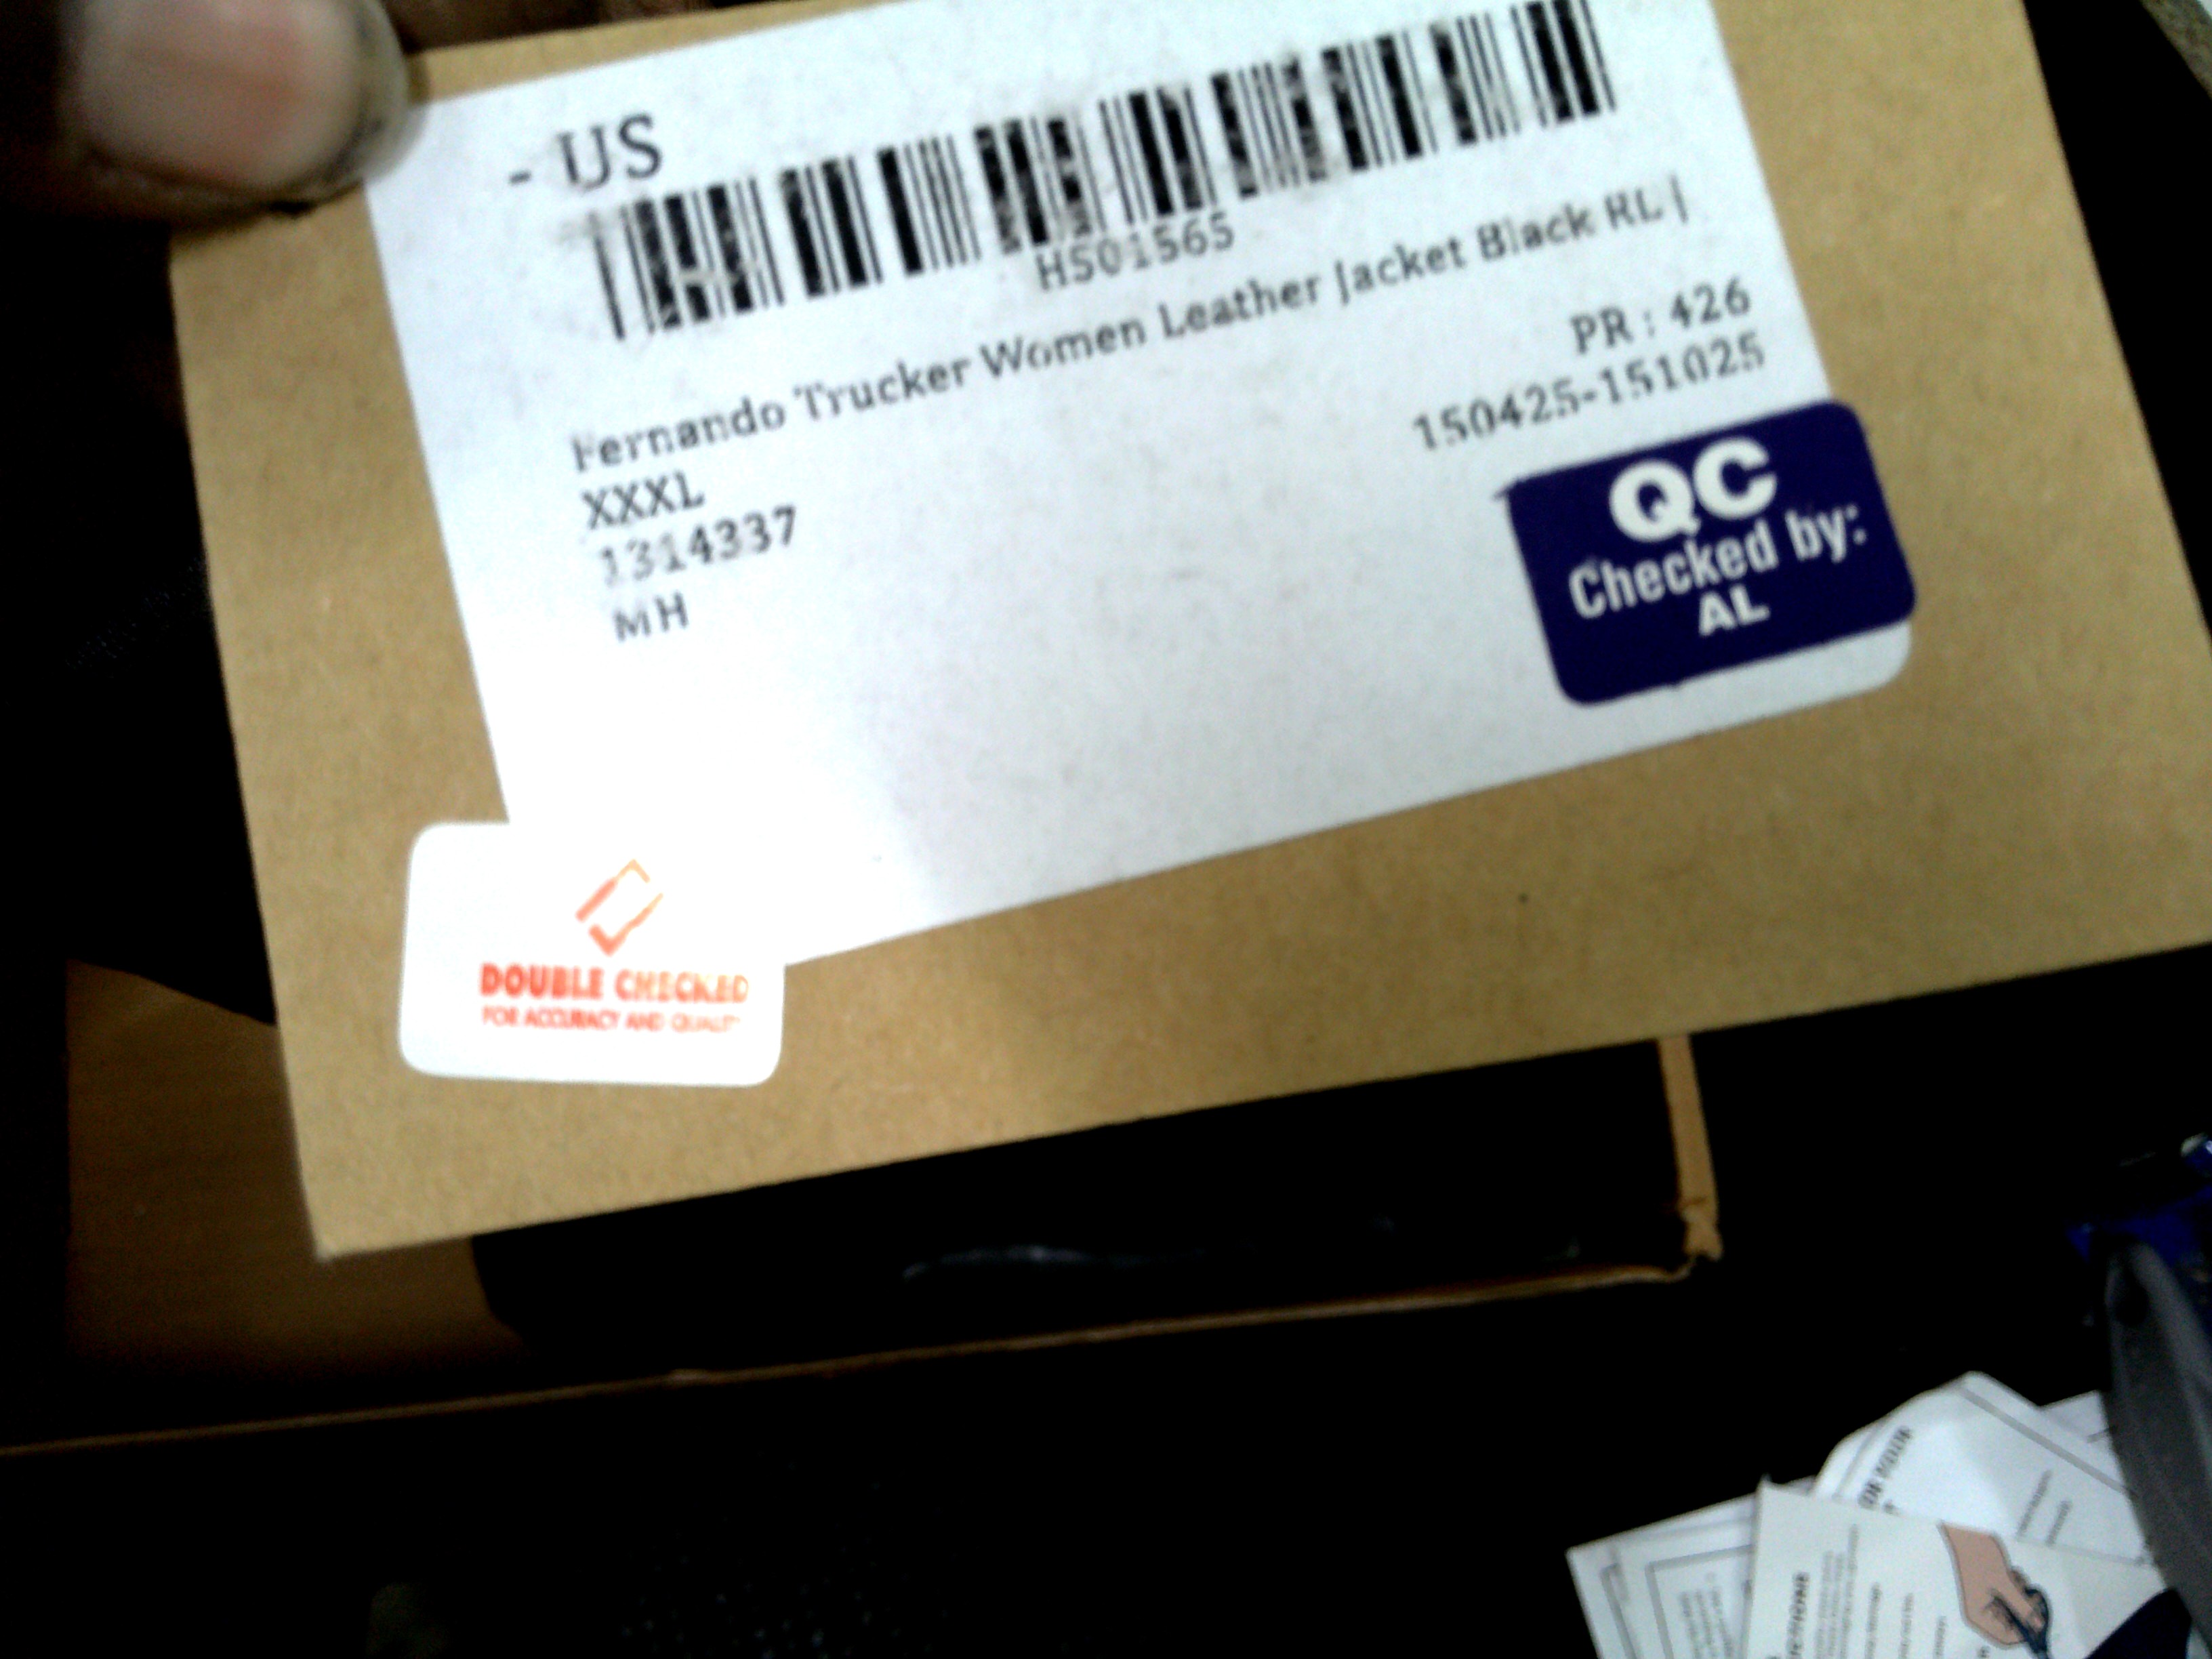 - US
H501565
Fernando Trucker Women Leather Jacket Black RL |
XXXL
1314337
MH
PR : 426
150425-151025
QC
Checked by:
AL
DOUBLE CHECKED
FOR ACCURACY AND QUALITY